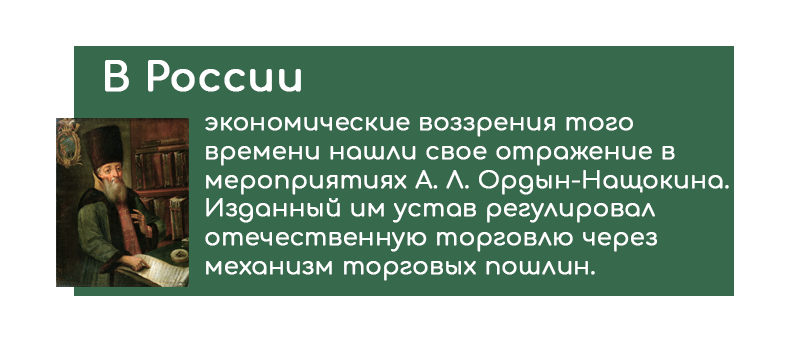 В России
экономические воззрения того
времени нашли свое отражение в
мероприятиях А. Л. Ордын-Нащокина.
Изданный им устав регулировал
отечественную торговлю через
механизм торговых пошлин.